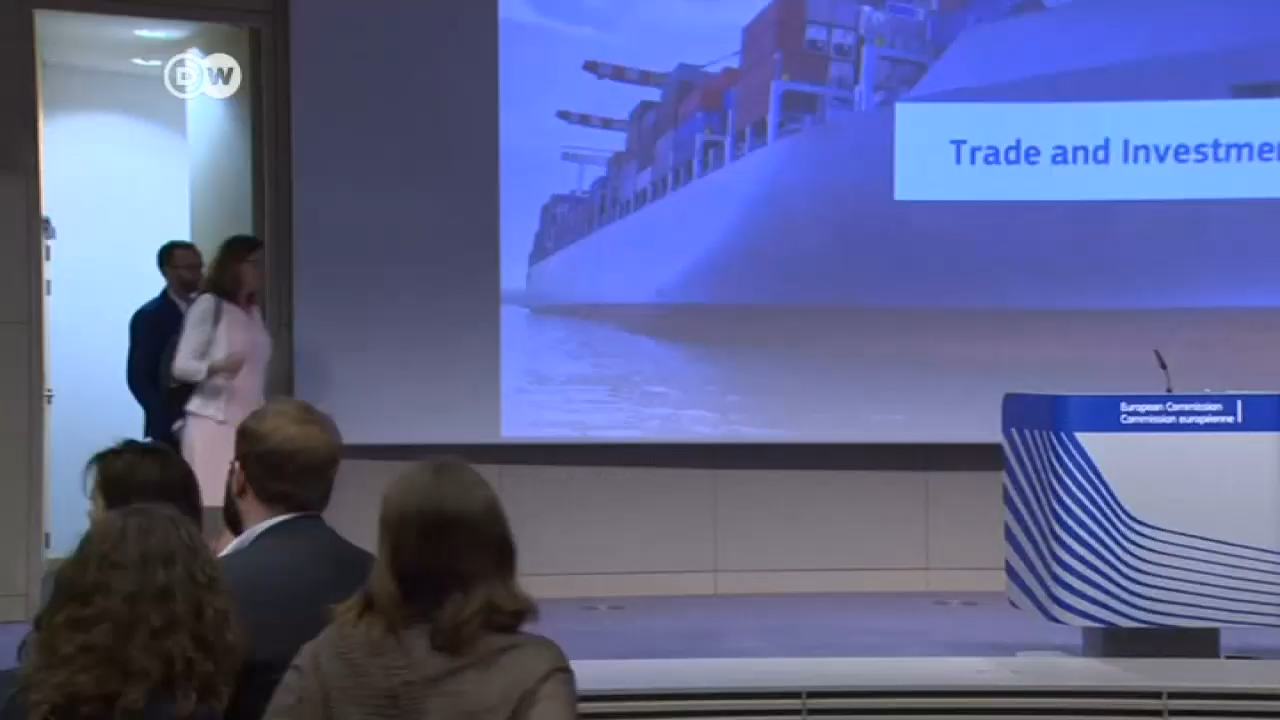 DW
Trade and Investmen
European Commission
Commission européenne